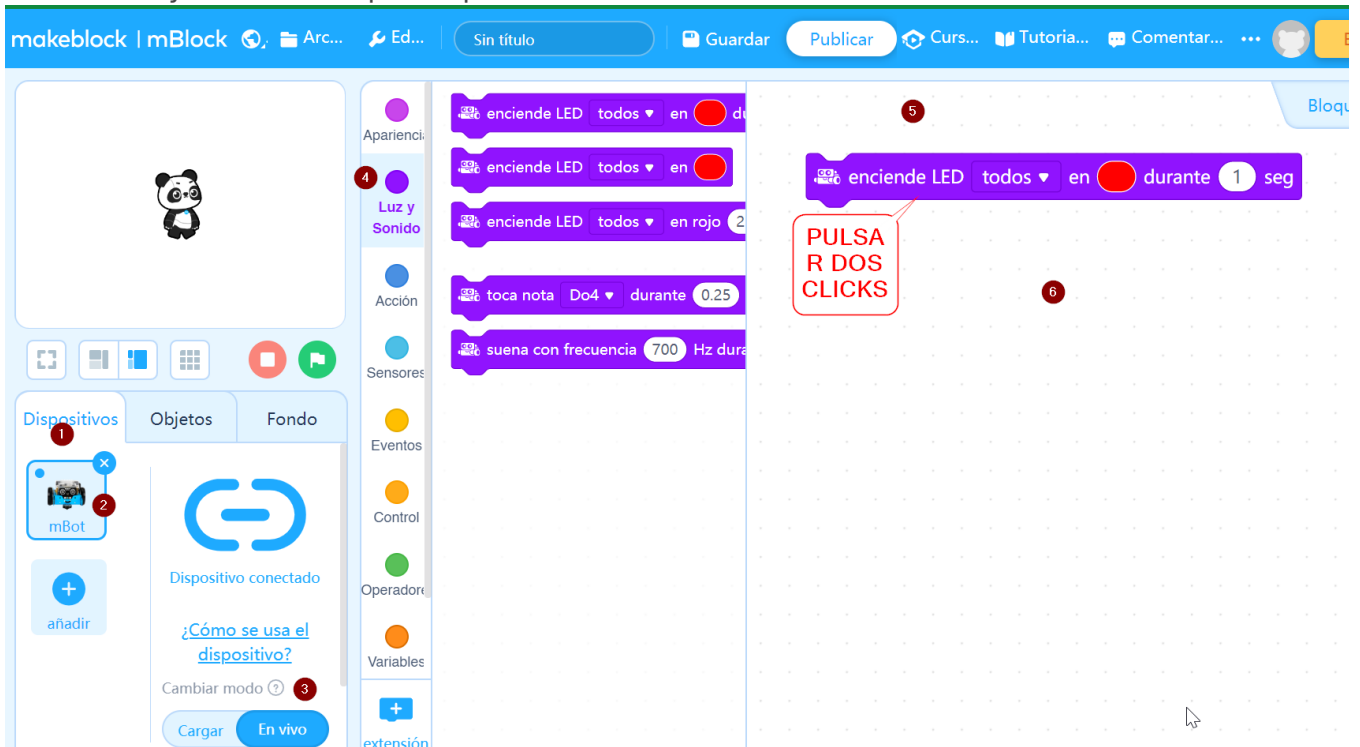 makeblock | mBlock Arc... Ed... Sin título Guardar Publicar Curs... Tutoria... Comentar... •••
5
Bloqu
Apariencia
4
Luz y
Sonido
Acción
Sensores
Eventos
Control
Operadore
Variables
+
extensión
enciende LED todos ▾ en du
enciende LED todos ▾ en
enciende LED todos ▾ en rojo 2
toca nota Do4 ▾ durante 0.25
suena con frecuencia 700 Hz dura
enciende LED todos ▾ en durante 1 seg
PULSA
R DOS
CLICKS
6
Dispositivos Objetos Fondo
1
2
mBot
+
añadir
Dispositivo conectado
¿Cómo se usa el
dispositivo?
Cambiar modo ? 3
Cargar En vivo